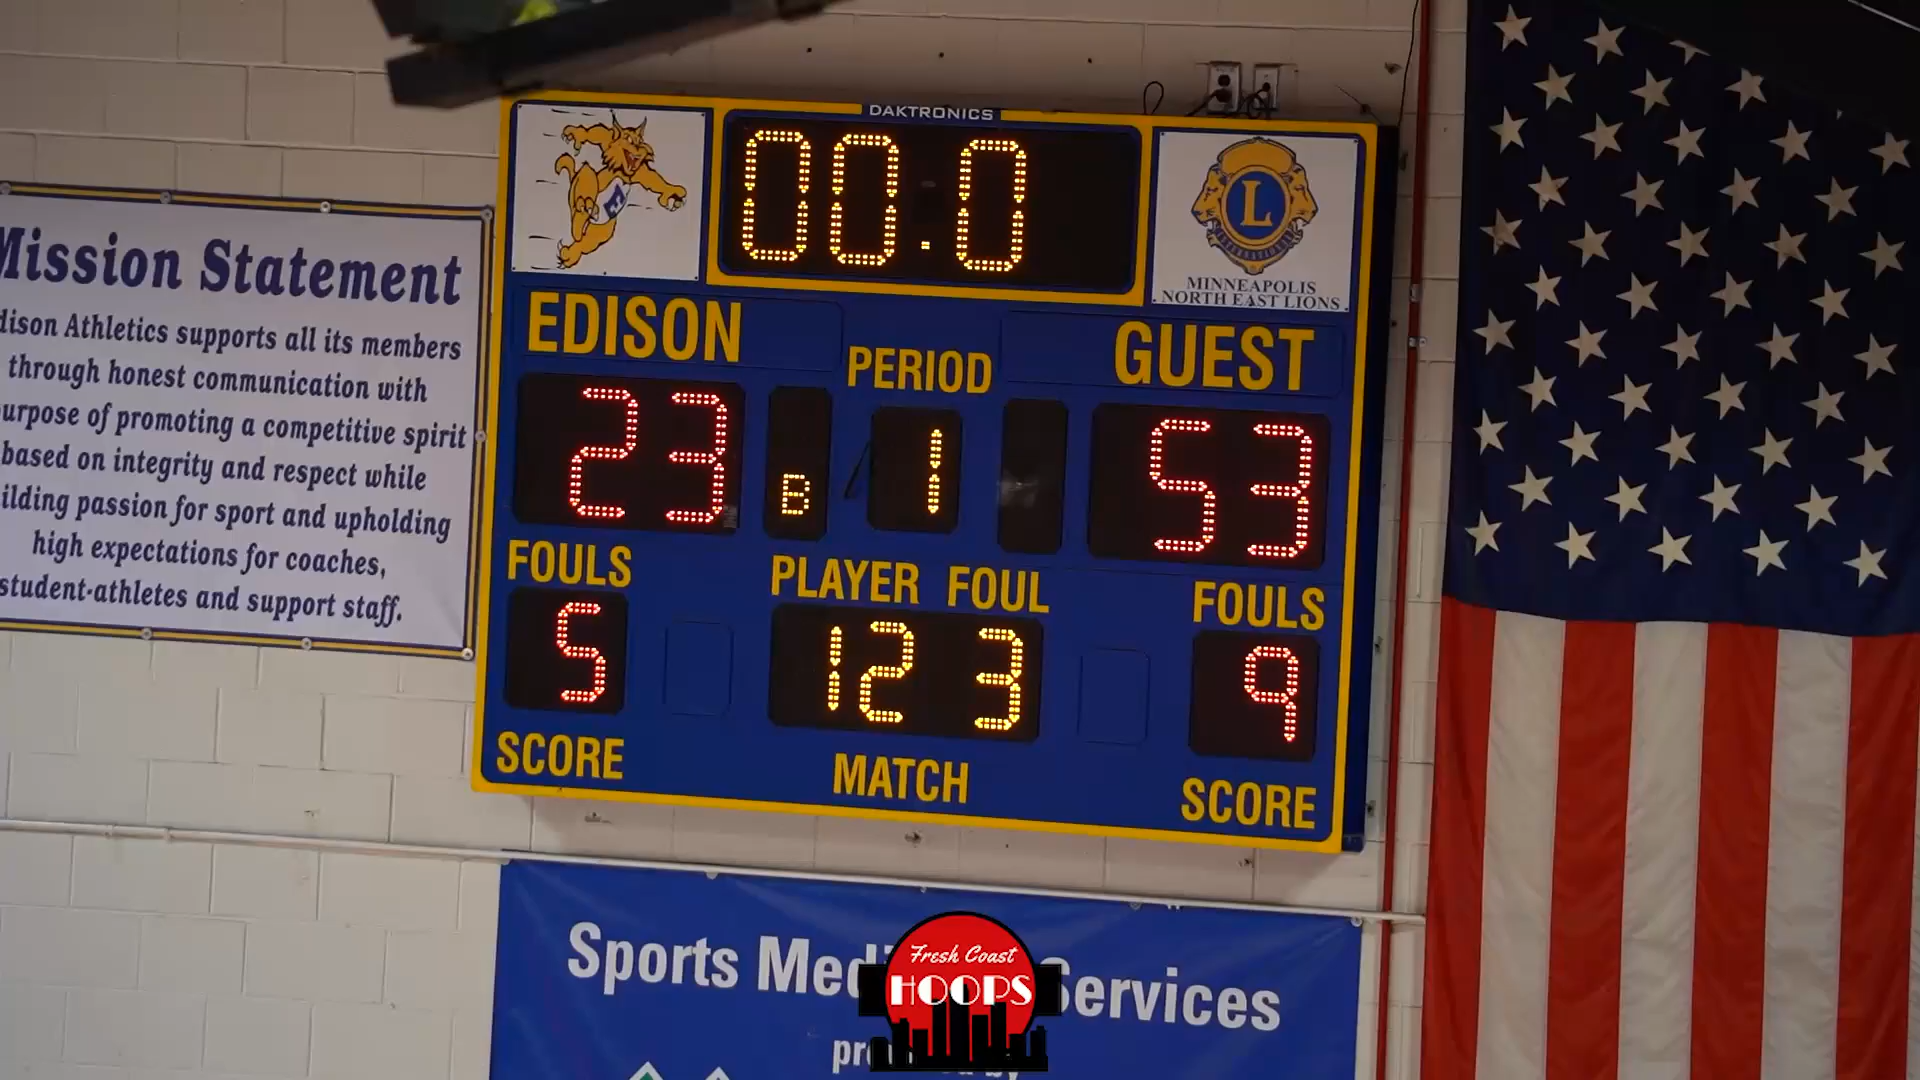 DAKTRONICS
00.0
L
MINNEAPOLIS
NORTH EAST LIONS
EDISON
PERIOD
GUEST
23
B
1
53
FOULS
PLAYER FOUL
FOULS
5
12 3
9
SCORE
MATCH
SCORE
Mission Statement
dison Athletics supports all its members
through honest communication with
urpose of promoting a competitive spirit
based on integrity and respect while
ilding passion for sport and upholding
high expectations for coaches,
student-athletes and support staff.
Sports Medi Services
by
Fresh Coast
HOOPS